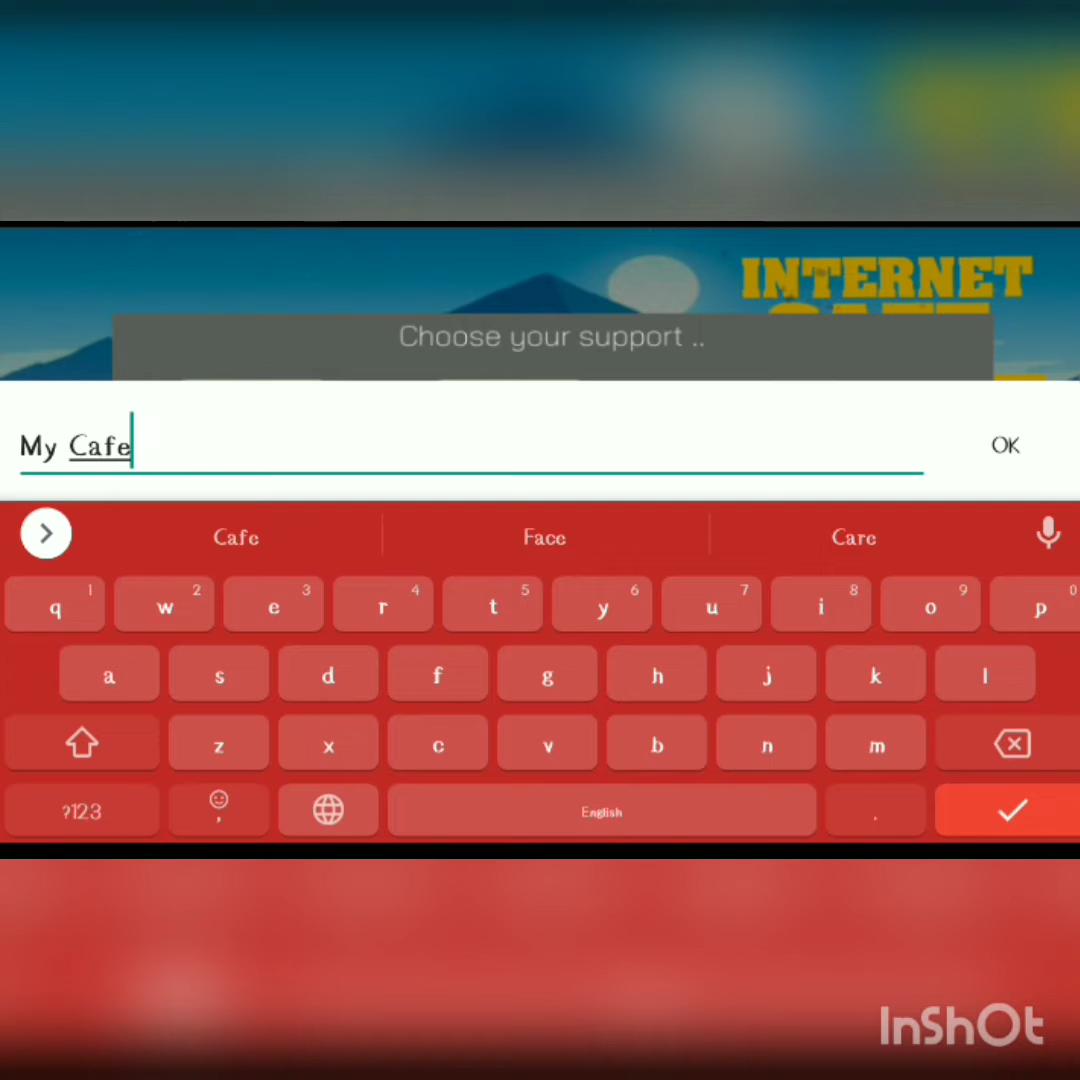 INTERNET
CAFE
Choose your support ..
My Cafe
OK
Cafe Face Care
q 1 w 2 e 3 r 4 t 5 y 6 u 7 i 8 o 9 p 0
a s d f g h j k l
z x c v b n m
?123 , English .
InShOt